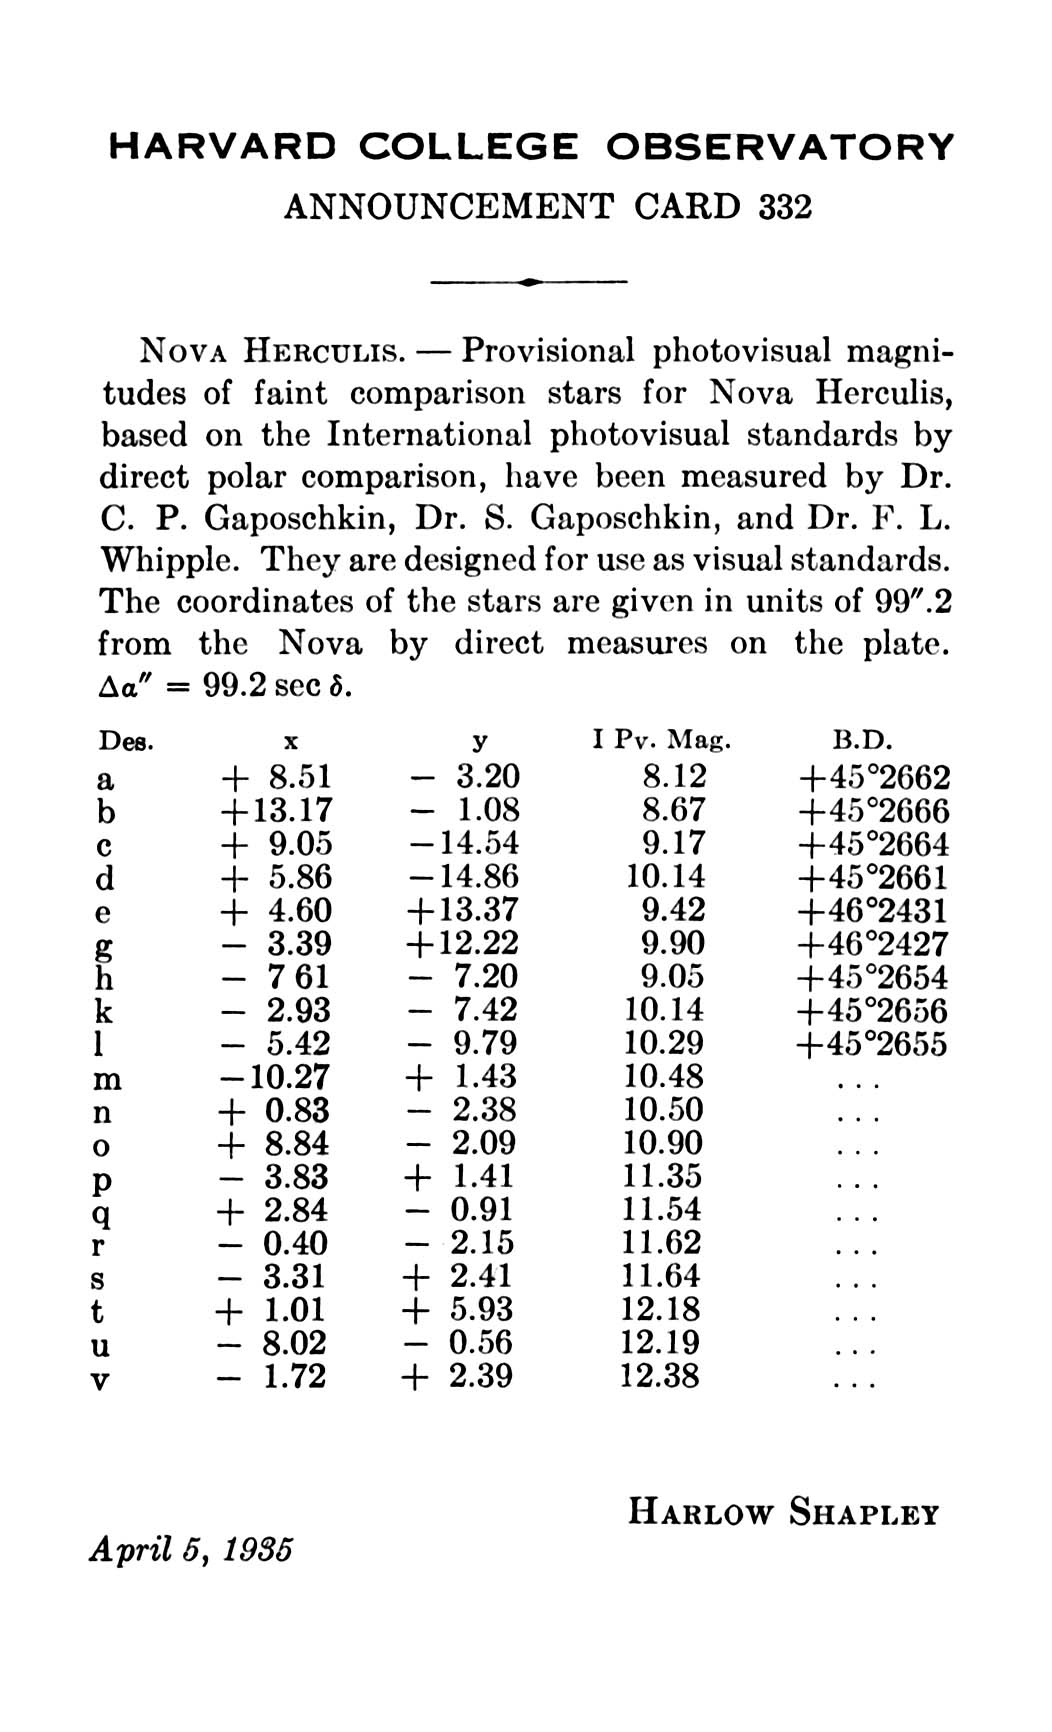 HARVARD COLLEGE OBSERVATORY
ANNOUNCEMENT CARD 332
NOVA HERCULIS. — Provisional photovisual magni-
tudes of faint comparison stars for Nova Herculis,
based on the International photovisual standards by
direct polar comparison, have been measured by Dr.
C. P. Gaposchkin, Dr. S. Gaposchkin, and Dr. F. L.
Whipple. They are designed for use as visual standards.
The coordinates of the stars are given in units of 99″.2
from the Nova by direct measures on the plate.
Δα″ = 99.2 sec δ.
Des. x y I Pv. Mag. B.D.
a + 8.51 − 3.20 8.12 +45°2662
b +13.17 − 1.08 8.67 +45°2666
c + 9.05 −14.54 9.17 +45°2664
d + 5.86 −14.86 10.14 +45°2661
e + 4.60 +13.37 9.42 +46°2431
g − 3.39 +12.22 9.90 +46°2427
h − 7 61 − 7.20 9.05 +45°2654
k − 2.93 − 7.42 10.14 +45°2656
l − 5.42 − 9.79 10.29 +45°2655
m −10.27 + 1.43 10.48 ...
n + 0.83 − 2.38 10.50 ...
o + 8.84 − 2.09 10.90 ...
p − 3.83 + 1.41 11.35 ...
q + 2.84 − 0.91 11.54 ...
r − 0.40 − 2.15 11.62 ...
s − 3.31 + 2.41 11.64 ...
t + 1.01 + 5.93 12.18 ...
u − 8.02 − 0.56 12.19 ...
v − 1.72 + 2.39 12.38 ...
HARLOW SHAPLEY
April 5, 1935